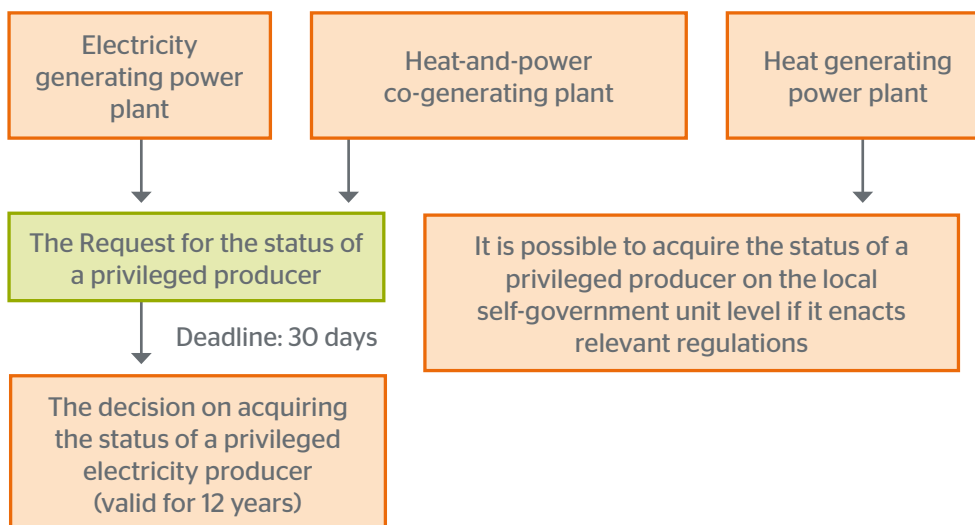 Electricity
generating power
plant
Heat-and-power
co-generating plant
Heat generating
power plant
The Request for the status of
a privileged producer
It is possible to acquire the status of a
privileged producer on the local
self-government unit level if it enacts
relevant regulations
Deadline: 30 days
The decision on acquiring
the status of a privileged
electricity producer
(valid for 12 years)